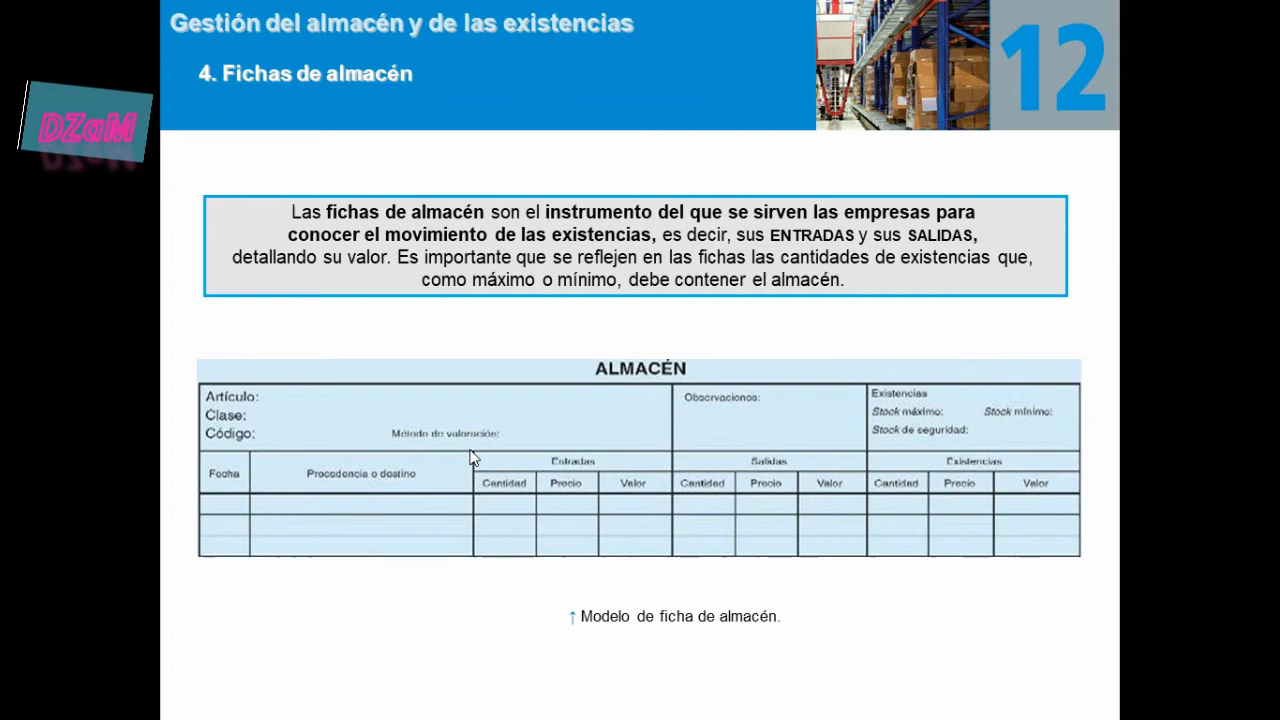 Gestión del almacén y de las existencias
4. Fichas de almacén
12
DZaM
Las fichas de almacén son el instrumento del que se sirven las empresas para
conocer el movimiento de las existencias, es decir, sus ENTRADAS y sus SALIDAS,
detallando su valor. Es importante que se reflejen en las fichas las cantidades de existencias que,
como máximo o mínimo, debe contener el almacén.
ALMACÉN
Artículo:
Clase:
Código:
Método de valoración:
Observaciones:
Existencias
Stock máximo: Stock mínimo:
Stock de seguridad:
Fecha Procedencia o destino Entradas Salidas Existencias
Cantidad Precio Valor Cantidad Precio Valor Cantidad Precio Valor
↑ Modelo de ficha de almacén.